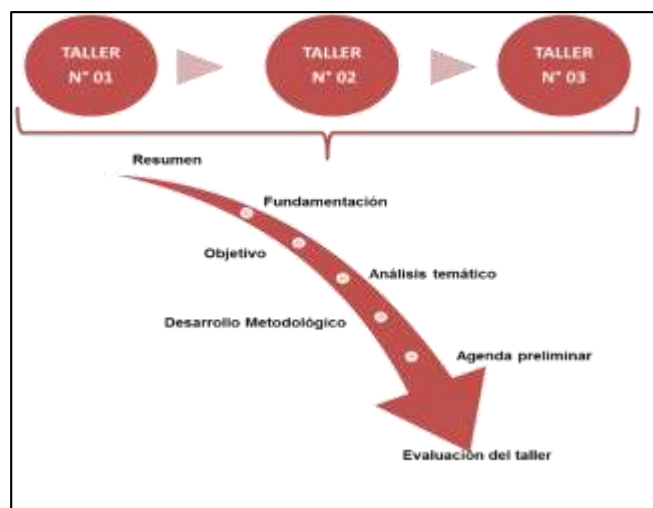 TALLER
N° 01
TALLER
N° 02
TALLER
N° 03
Resumen
Fundamentación
Objetivo
Análisis temático
Desarrollo Metodológico
Agenda preliminar
Evaluación del taller